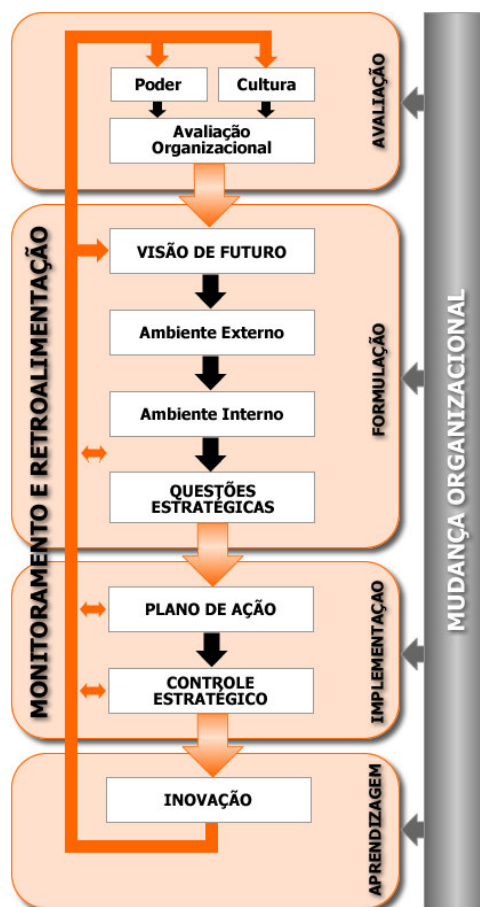 Poder
Cultura
Avaliação
Organizacional
AVALIAÇÃO
VISÃO DE FUTURO
Ambiente Externo
Ambiente Interno
QUESTÕES
ESTRATÉGICAS
FORMULAÇÃO
PLANO DE AÇÃO
CONTROLE
ESTRATÉGICO
IMPLEMENTAÇAO
INOVAÇÃO
APRENDIZAGEM
MONITORAMENTO E RETROALIMENTAÇÃO
MUDANÇA ORGANIZACIONAL